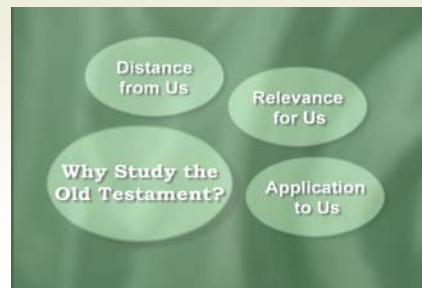 Distance
from Us
Relevance
for Us
Why Study the
Old Testament?
Application
to Us